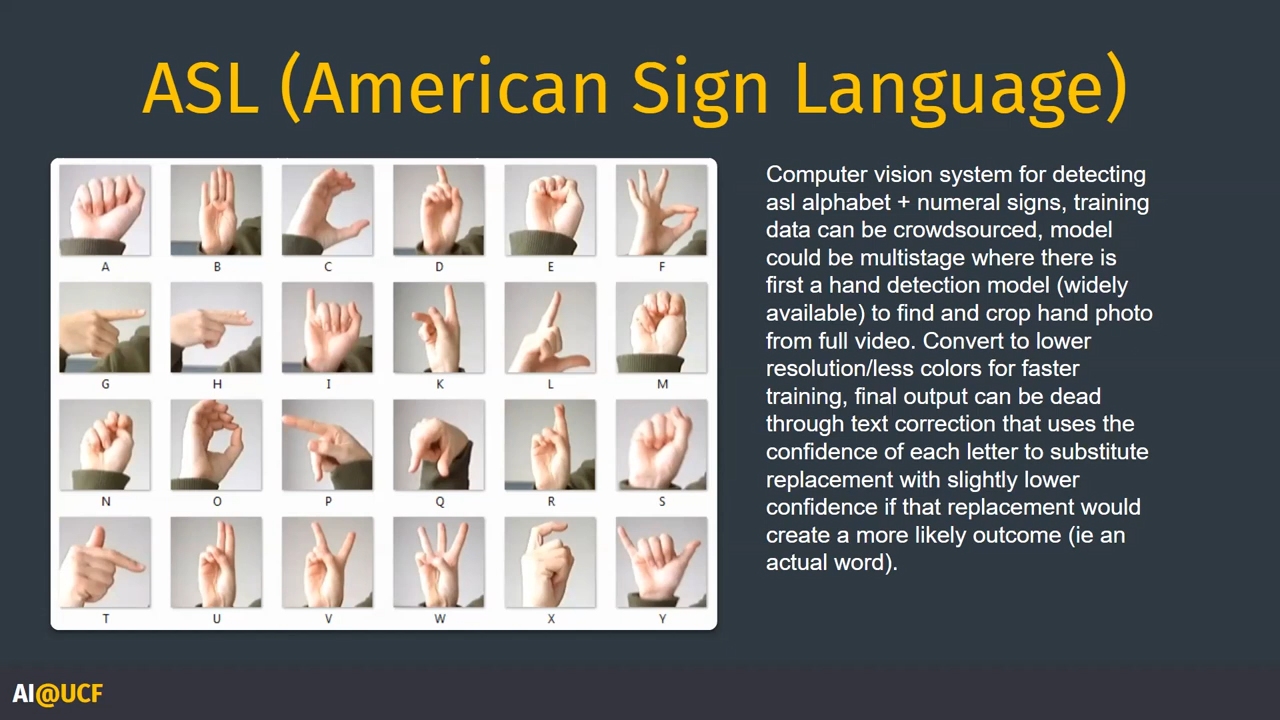 ASL (American Sign Language)
A B C D E F
G H I K L M
N O P Q R S
T U V W X Y
Computer vision system for detecting
asl alphabet + numeral signs, training
data can be crowdsourced, model
could be multistage where there is
first a hand detection model (widely
available) to find and crop hand photo
from full video. Convert to lower
resolution/less colors for faster
training, final output can be dead
through text correction that uses the
confidence of each letter to substitute
replacement with slightly lower
confidence if that replacement would
create a more likely outcome (ie an
actual word).
AI@UCF